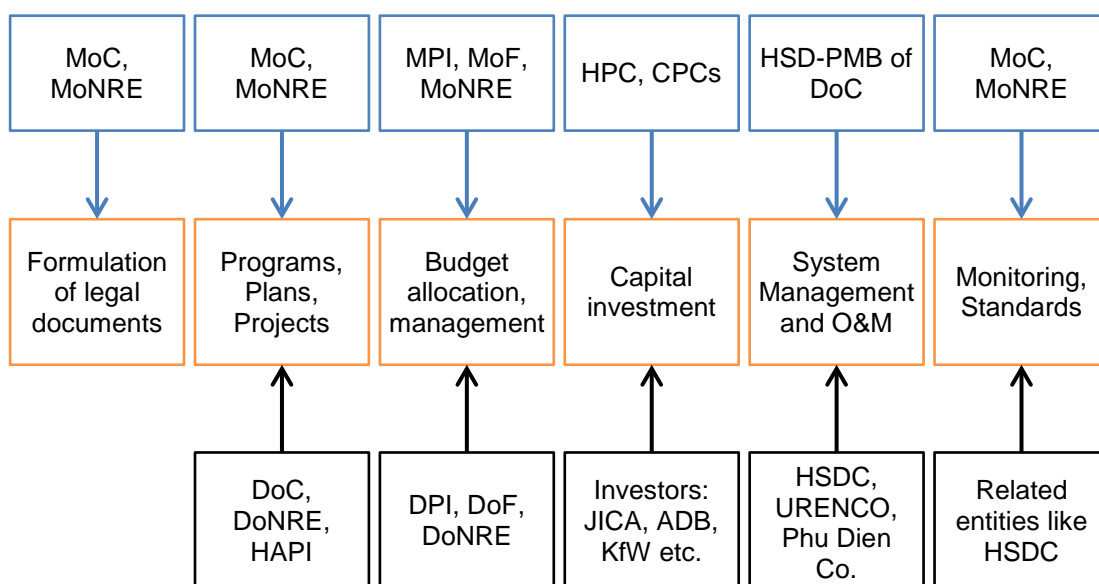 MoC,
MoNRE
MoC,
MoNRE
MPI, MoF,
MoNRE
HPC, CPCs
HSD-PMB of
DoC
MoC,
MoNRE
Formulation
of legal
documents
Programs,
Plans,
Projects
Budget
allocation,
management
Capital
investment
System
Management
and O&M
Monitoring,
Standards
DoC,
DoNRE,
HAPI
DPI, DoF,
DoNRE
Investors:
JICA, ADB,
KfW etc.
HSDC,
URENCO,
Phu Dien
Co.
Related
entities like
HSDC